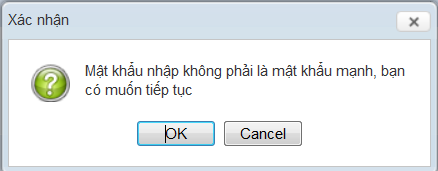 Xác nhận
Mật khẩu nhập không phải là mật khẩu mạnh, bạn
có muốn tiếp tục
OK Cancel